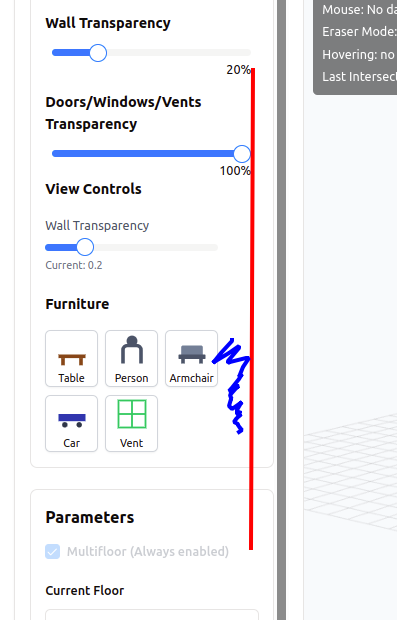 Wall Transparency
20%
Doors/Windows/Vents
Transparency
100%
View Controls
Wall Transparency
Current: 0.2
Furniture
Table
Person
Armchair
Car
Vent
Parameters
Multifloor (Always enabled)
Current Floor
Mouse: No da
Eraser Mode:
Hovering: no
Last Intersect